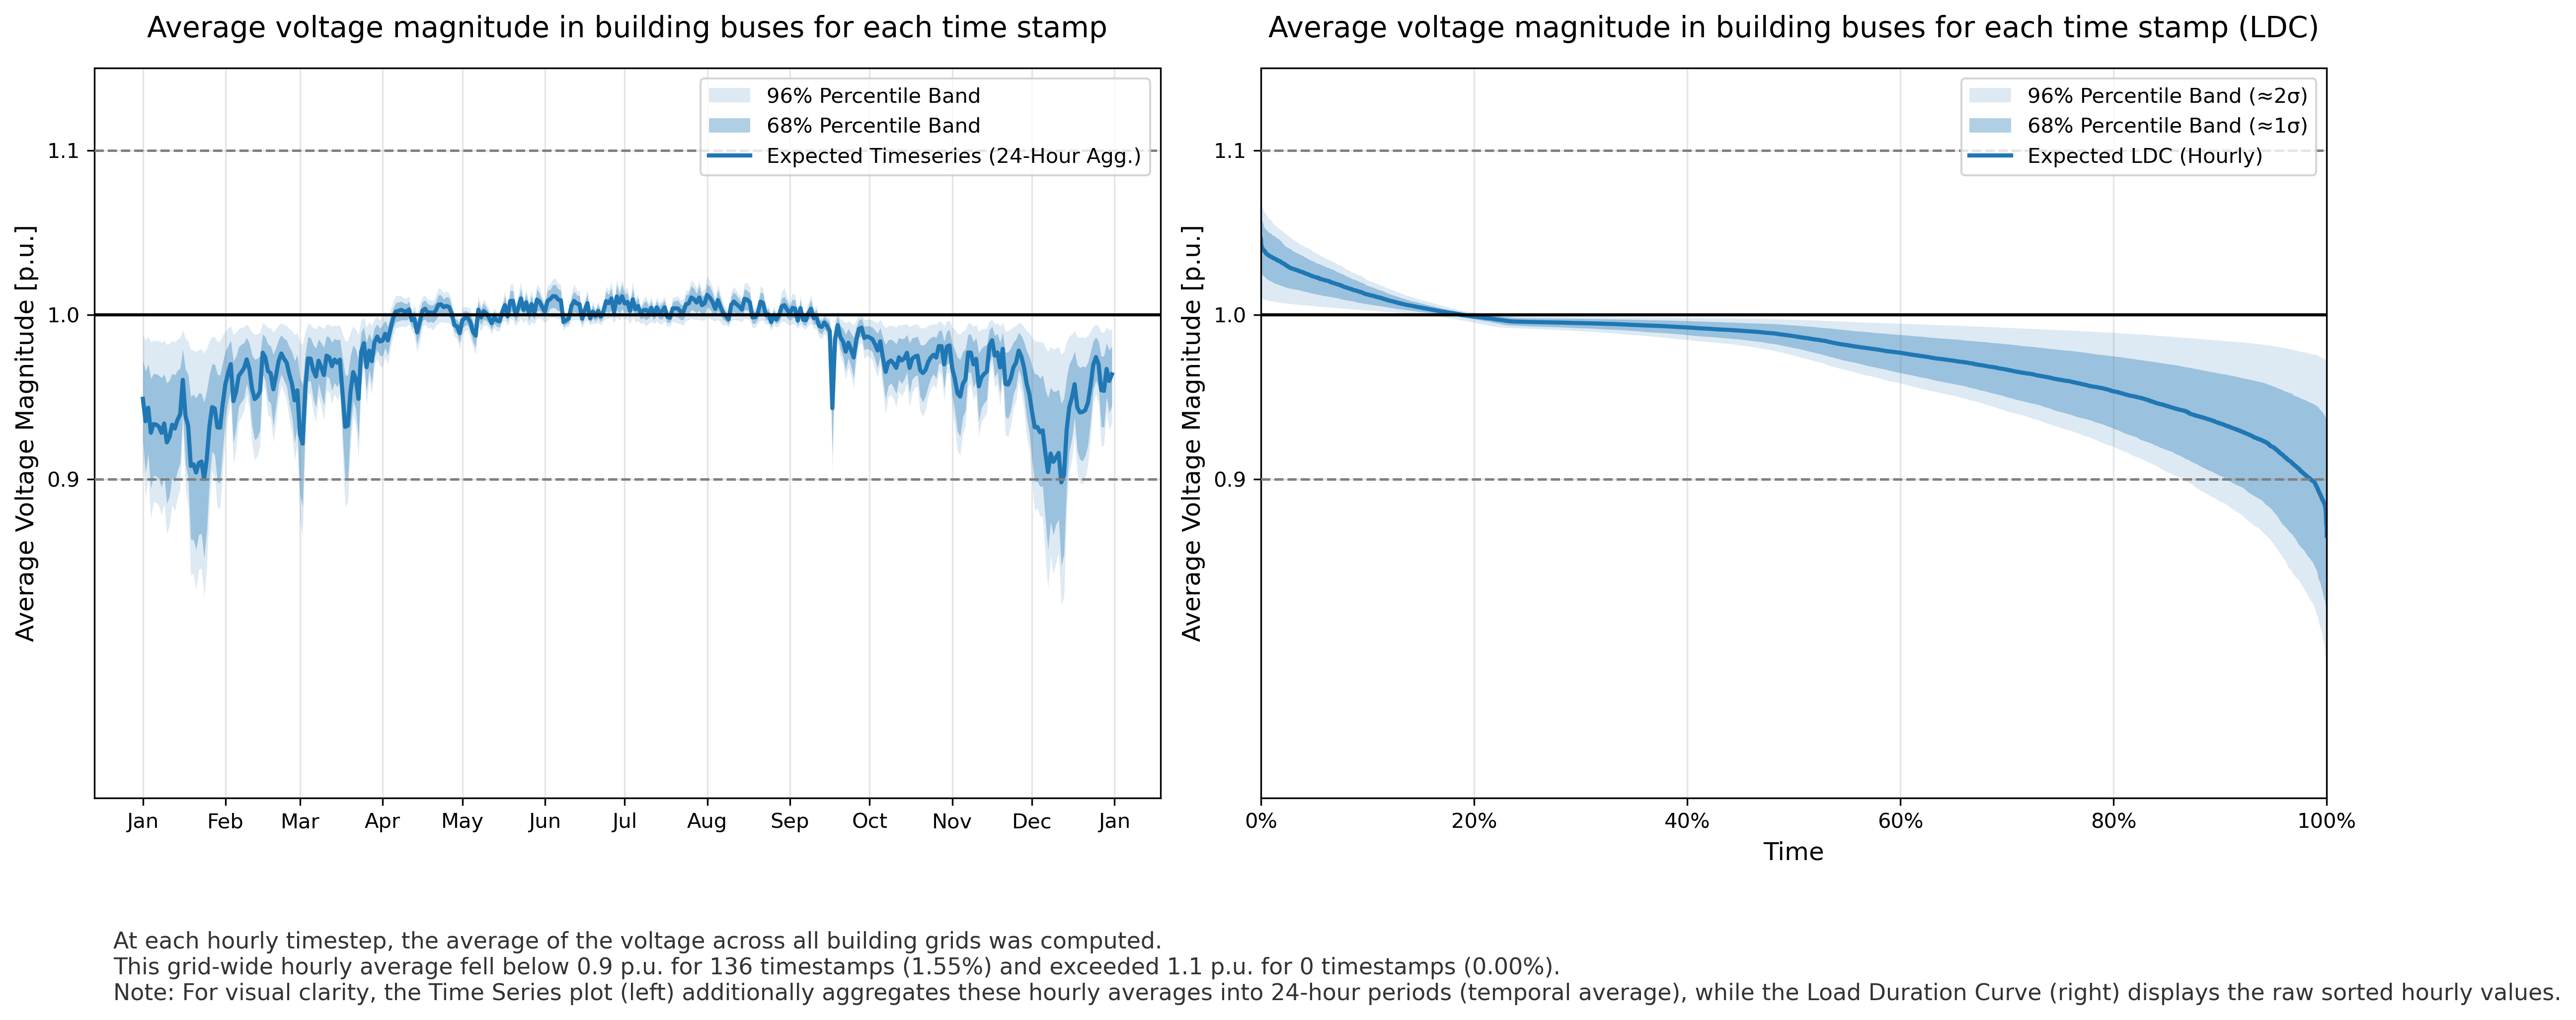 Average voltage magnitude in building buses for each time stamp
96% Percentile Band
68% Percentile Band
Expected Timeseries (24-Hour Agg.)
Average Voltage Magnitude [p.u.]
1.1
1.0
0.9
Jan Feb Mar Apr May Jun Jul Aug Sep Oct Nov Dec Jan
Average voltage magnitude in building buses for each time stamp (LDC)
96% Percentile Band (≈2σ)
68% Percentile Band (≈1σ)
Expected LDC (Hourly)
Average Voltage Magnitude [p.u.]
1.1
1.0
0.9
0% 20% 40% 60% 80% 100%
Time
At each hourly timestep, the average of the voltage across all building grids was computed.
This grid-wide hourly average fell below 0.9 p.u. for 136 timestamps (1.55%) and exceeded 1.1 p.u. for 0 timestamps (0.00%).
Note: For visual clarity, the Time Series plot (left) additionally aggregates these hourly averages into 24-hour periods (temporal average), while the Load Duration Curve (right) displays the raw sorted hourly values.